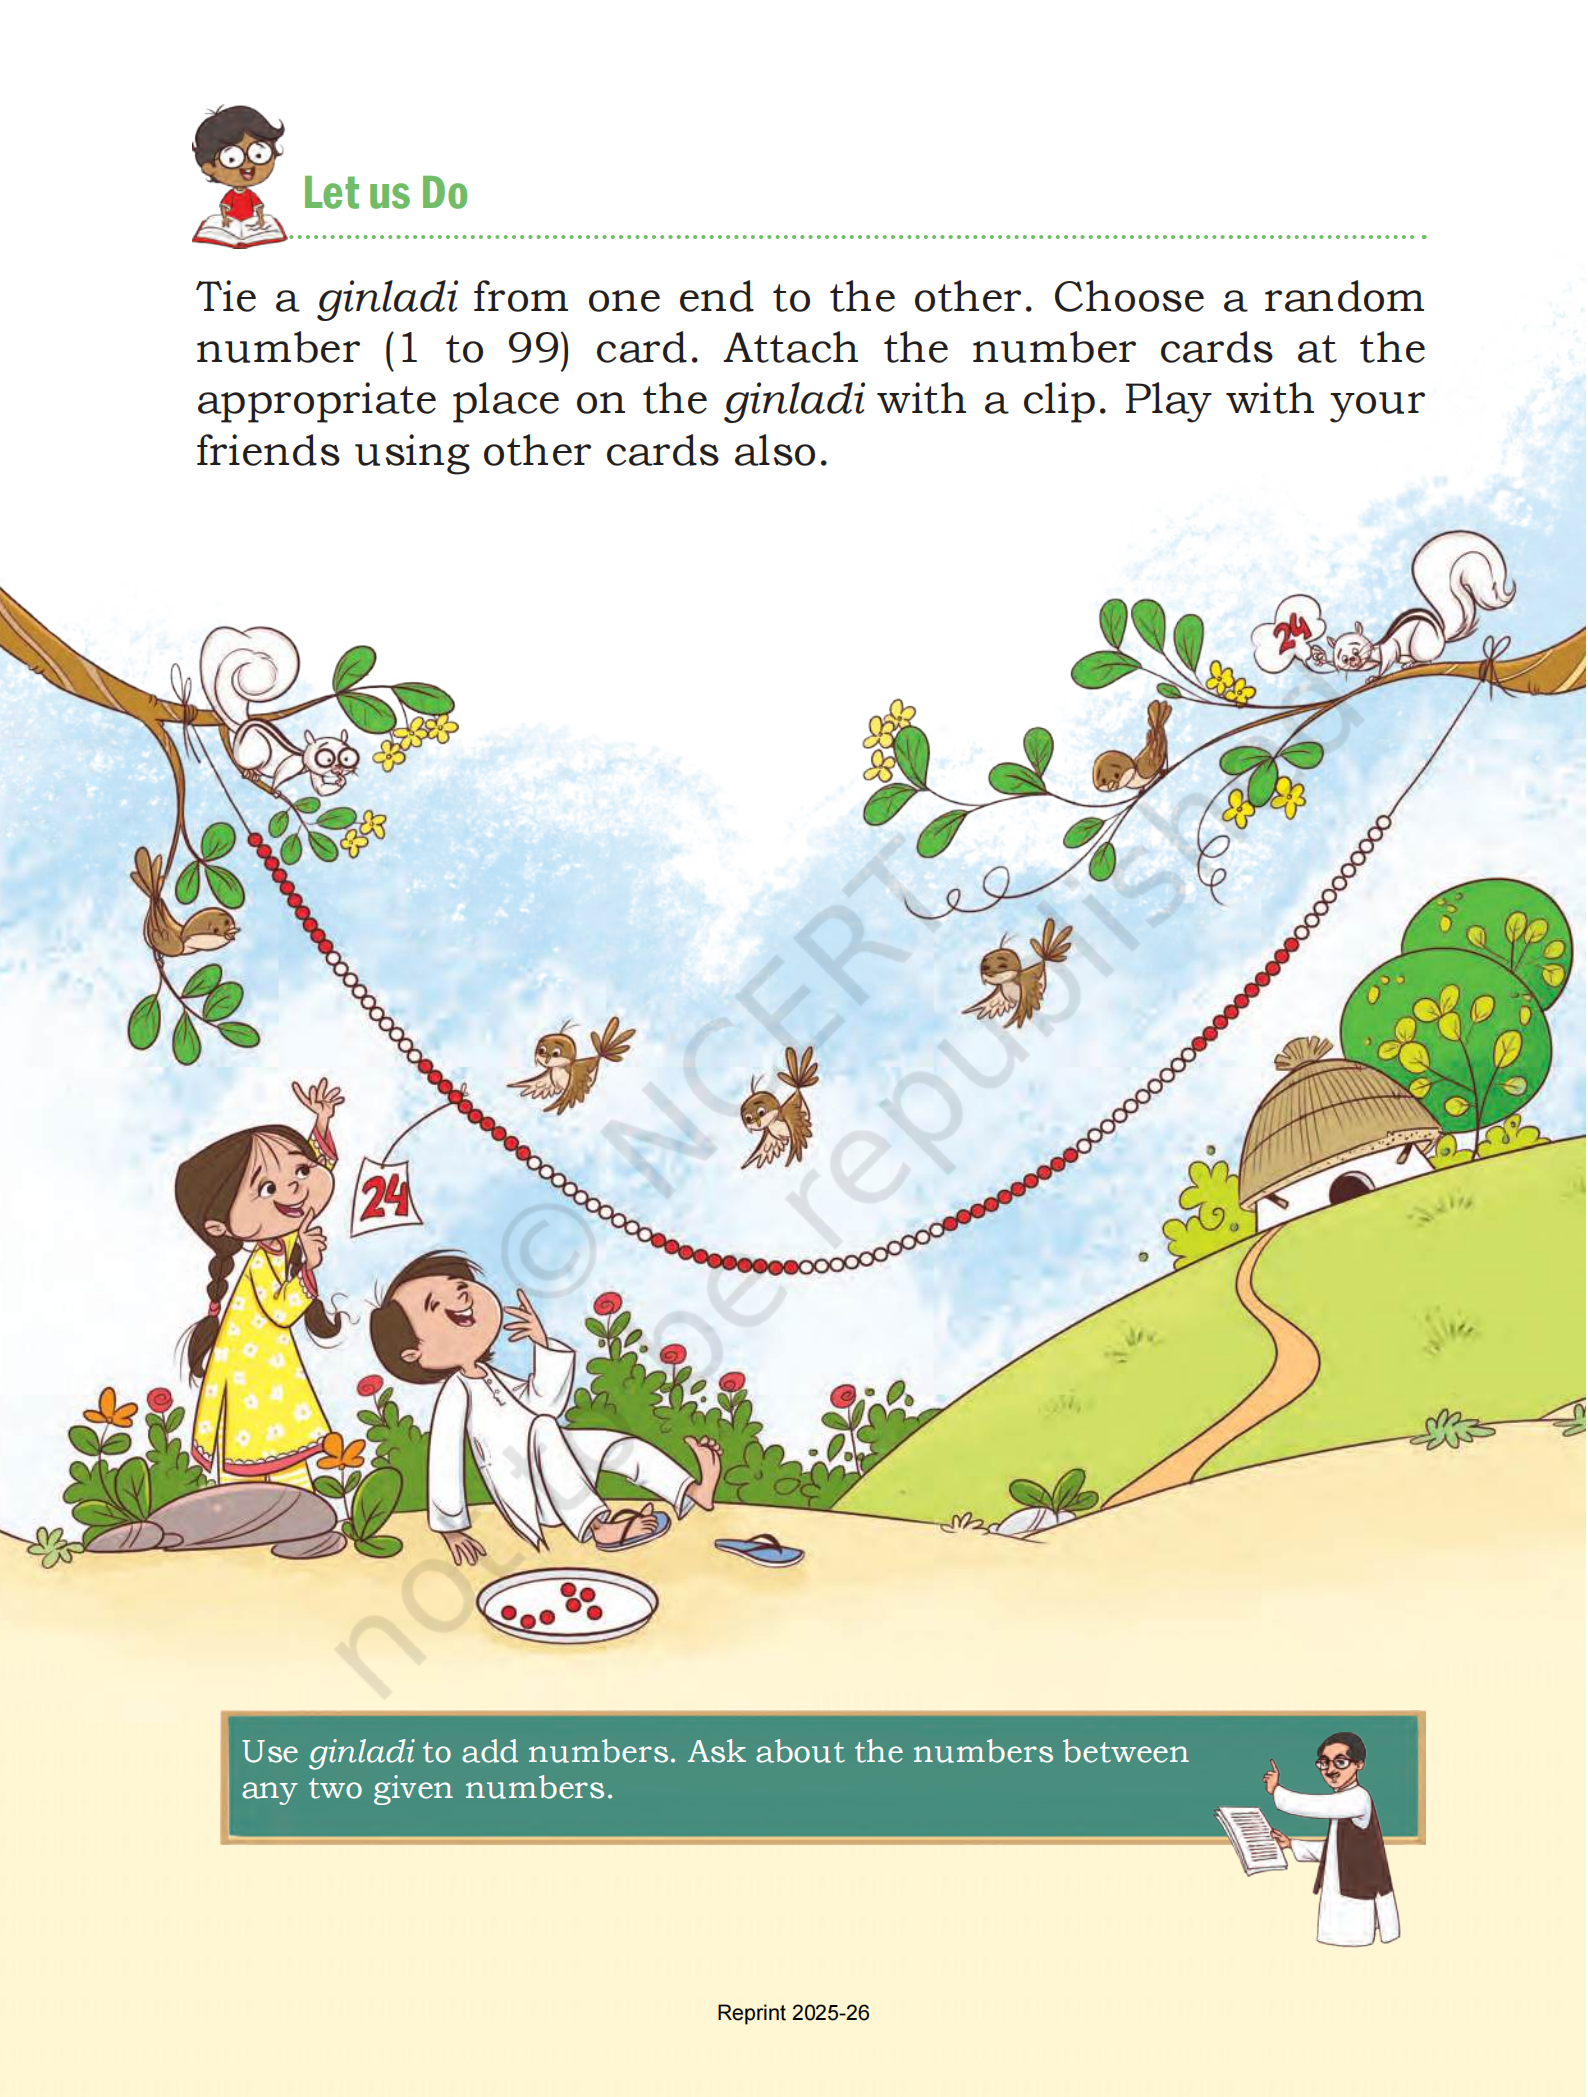 Let us Do
Tie a ginladi from one end to the other. Choose a random
number (1 to 99) card. Attach the number cards at the
appropriate place on the ginladi with a clip. Play with your
friends using other cards also.
24
24
© NCERT
not to be republished
Use ginladi to add numbers. Ask about the numbers between
any two given numbers.
Reprint 2025-26